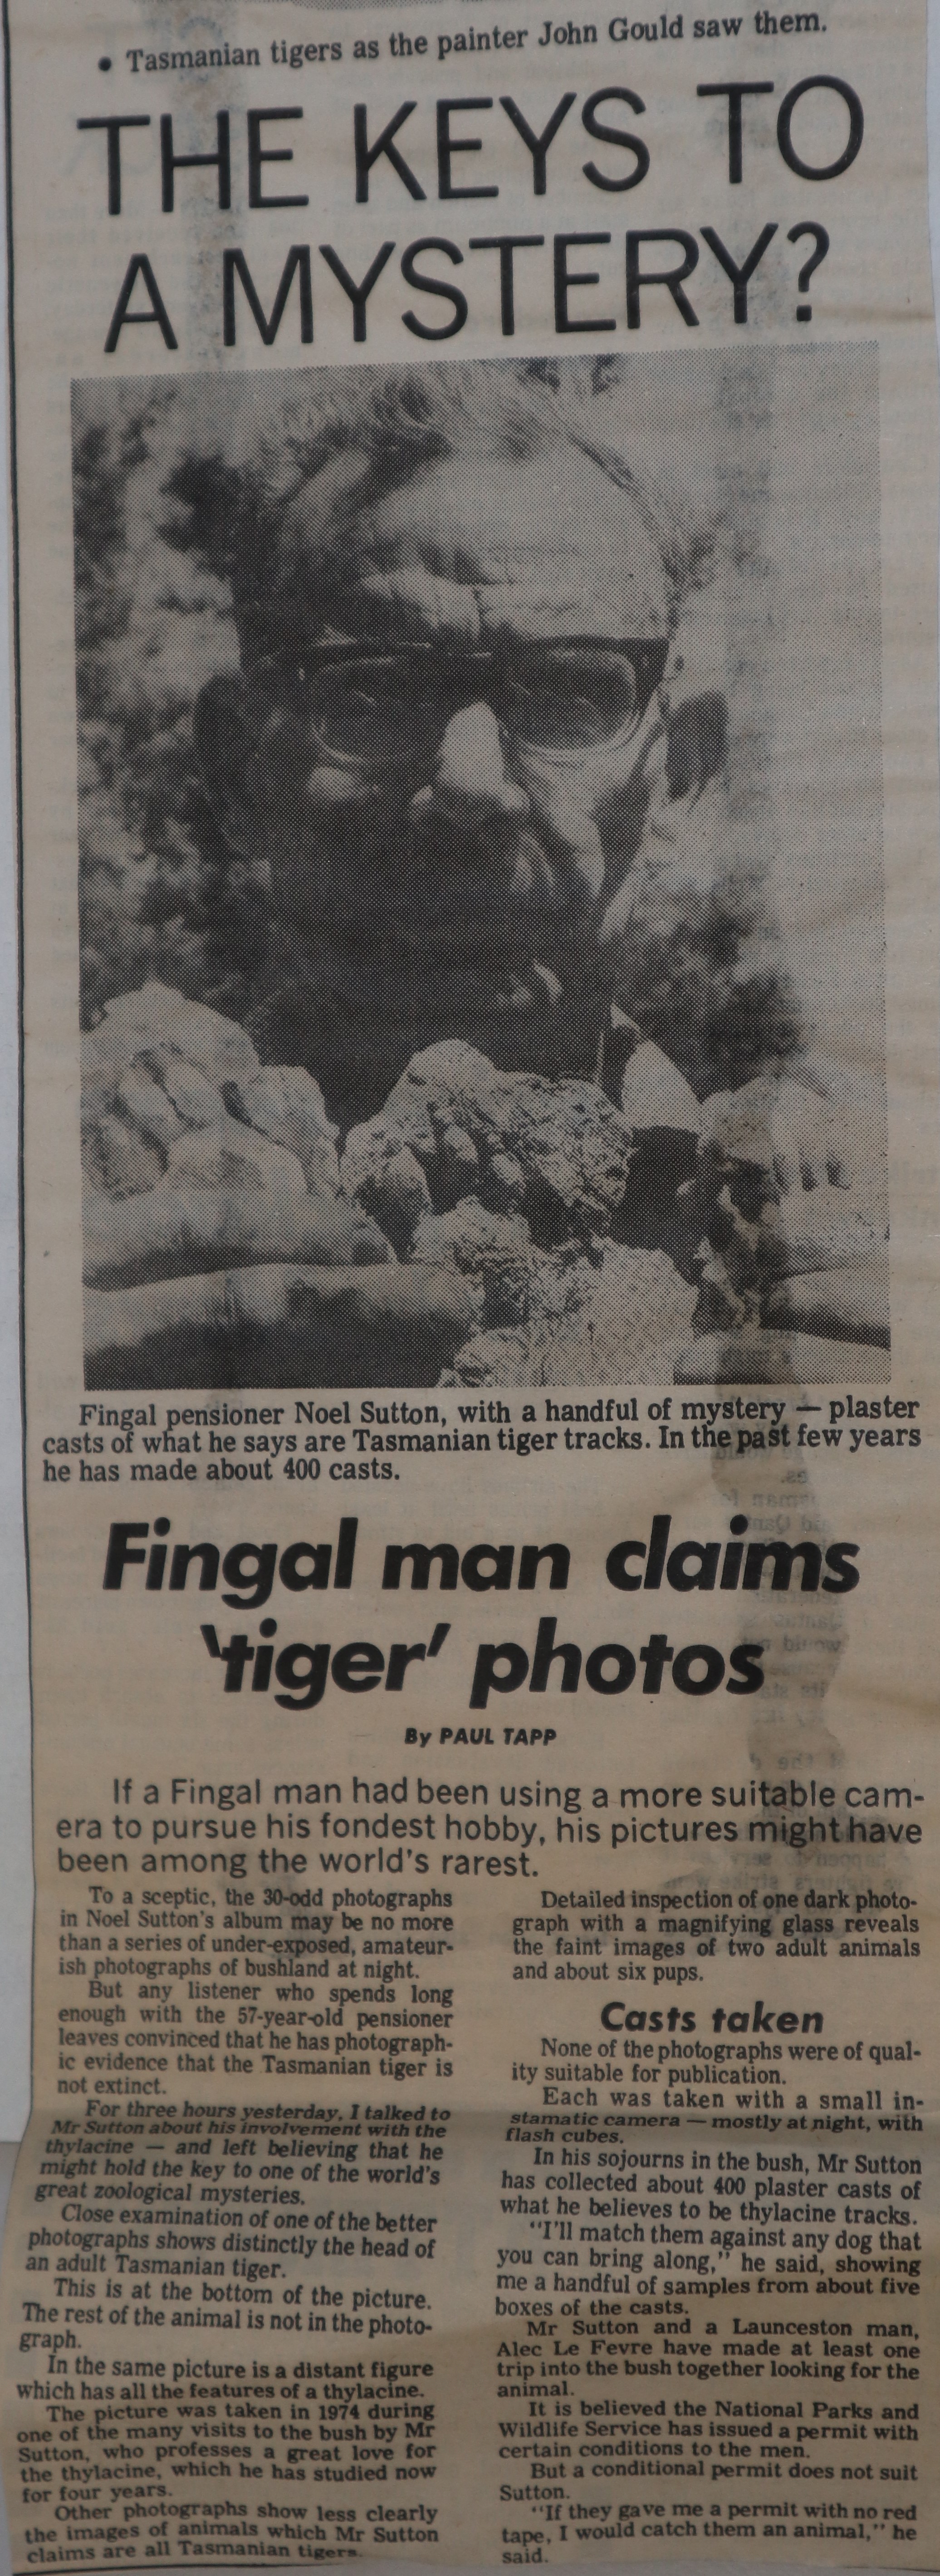 • Tasmanian tigers as the painter John Gould saw them.
THE KEYS TO
A MYSTERY?
Fingal pensioner Noel Sutton, with a handful of mystery — plaster
casts of what he says are Tasmanian tiger tracks. In the past few years
he has made about 400 casts.
Fingal man claims
'tiger' photos
By PAUL TAPP
If a Fingal man had been using a more suitable cam-
era to pursue his fondest hobby, his pictures might have
been among the world's rarest.
To a sceptic, the 30-odd photographs
in Noel Sutton's album may be no more
than a series of under-exposed, amateur-
ish photographs of bushland at night.
But any listener who spends long
enough with the 57-year-old pensioner
leaves convinced that he has photograph-
ic evidence that the Tasmanian tiger is
not extinct.
For three hours yesterday, I talked to
Mr Sutton about his involvement with the
thylacine — and left believing that he
might hold the key to one of the world's
great zoological mysteries.
Close examination of one of the better
photographs shows distinctly the head of
an adult Tasmanian tiger.
This is at the bottom of the picture.
The rest of the animal is not in the photo-
graph.
In the same picture is a distant figure
which has all the features of a thylacine.
The picture was taken in 1974 during
one of the many visits to the bush by Mr
Sutton, who professes a great love for
the thylacine, which he has studied now
for four years.
Other photographs show less clearly
the images of animals which Mr Sutton
claims are all Tasmanian tigers.
Detailed inspection of one dark photo-
graph with a magnifying glass reveals
the faint images of two adult animals
and about six pups.
Casts taken
None of the photographs were of qual-
ity suitable for publication.
Each was taken with a small in-
stamatic camera — mostly at night, with
flash cubes.
In his sojourns in the bush, Mr Sutton
has collected about 400 plaster casts of
what he believes to be thylacine tracks.
"I'll match them against any dog that
you can bring along," he said, showing
me a handful of samples from about five
boxes of the casts.
Mr Sutton and a Launceston man,
Alec Le Fevre have made at least one
trip into the bush together looking for the
animal.
It is believed the National Parks and
Wildlife Service has issued a permit with
certain conditions to the men.
But a conditional permit does not suit
Sutton.
"If they gave me a permit with no red
tape, I would catch them an animal," he
said.